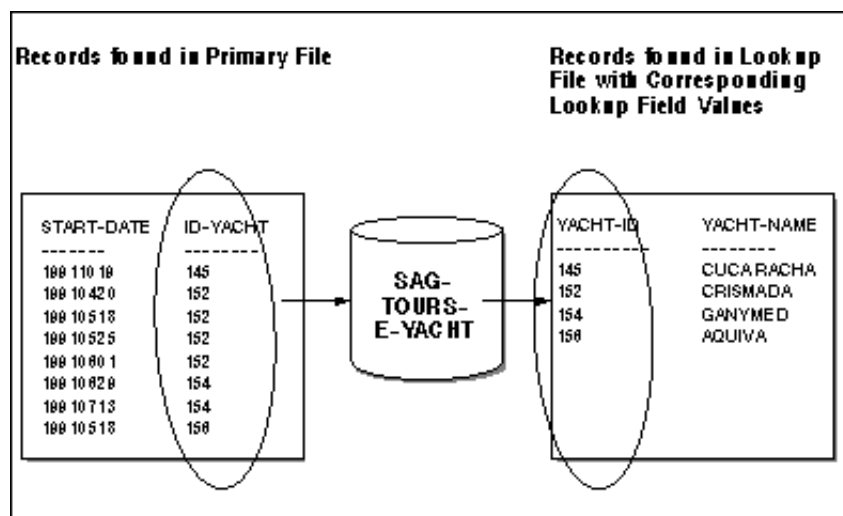 Records found in Primary File
Records found in Lookup
File with Corresponding
Lookup Field Values
START-DATE ID-YACHT
------- --------
19911019 145
19910420 152
19910518 152
19910525 152
19910601 152
19910629 154
19910713 154
19910518 156
SAG-
TOURS-
E-YACHT
YACHT-ID YACHT-NAME
---------- --------
145 CUCARACHA
152 CRISMADA
154 GANYMED
156 AQUIVA